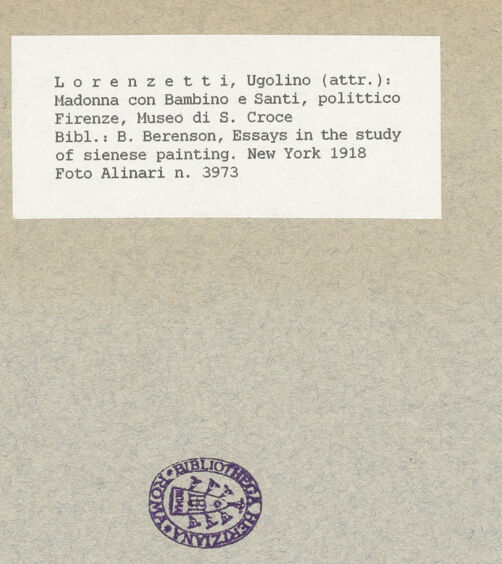 L o r e n z e t t i, Ugolino (attr.):
Madonna con Bambino e Santi, polittico
Firenze, Museo di S. Croce
Bibl.: B. Berenson, Essays in the study
of sienese painting. New York 1918
Foto Alinari n. 3973
BIBLIOTHECA HERTZIANA • ROMA •